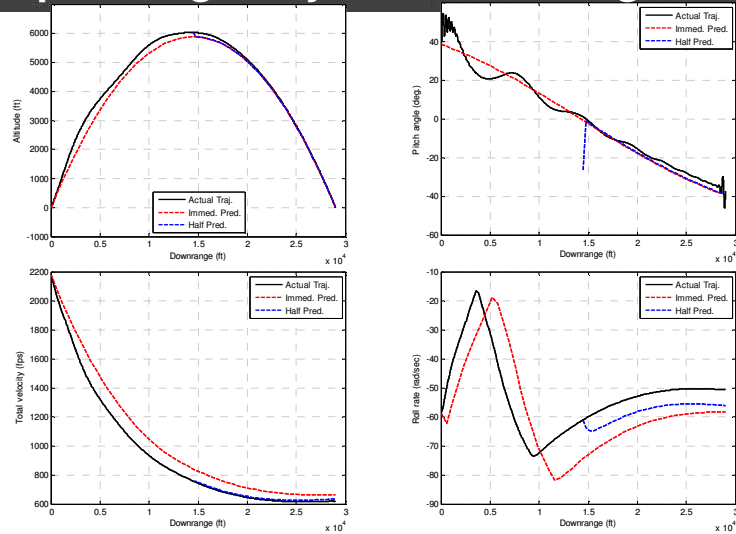 6000
5000
4000
3000
2000
1000
0
-1000
Altitude (ft)
Actual Traj.
Immed. Pred.
Half Pred.
0 0.5 1 1.5 2 2.5 3
Downrange (ft)
x 10^4
40
20
0
-20
-40
-60
Pitch angle (deg.)
Actual Traj.
Immed. Pred.
Half Pred.
0 0.5 1 1.5 2 2.5 3
Downrange (ft)
x 10^4
2200
2000
1800
1600
1400
1200
1000
800
600
Total velocity (fps)
Actual Traj.
Immed. Pred.
Half Pred.
0 0.5 1 1.5 2 2.5 3
Downrange (ft)
x 10^4
-10
-20
-30
-40
-50
-60
-70
-80
-90
Roll rate (rad/sec)
Actual Traj.
Immed. Pred.
Half Pred.
0 0.5 1 1.5 2 2.5 3
Downrange (ft)
x 10^4